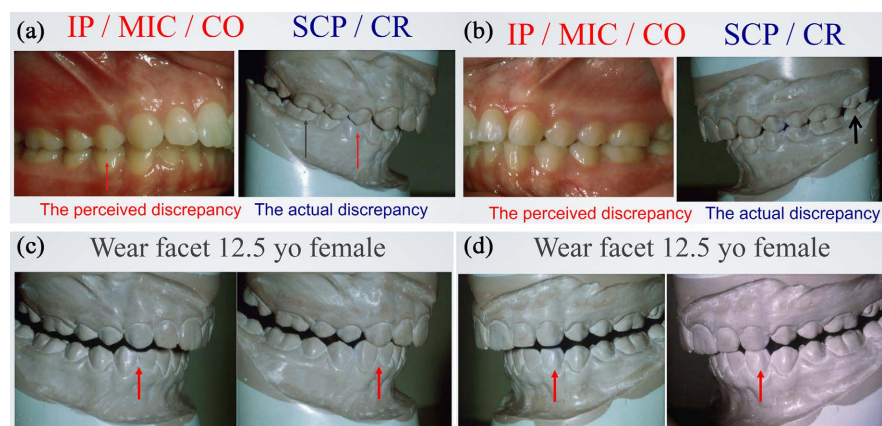 (a) IP / MIC / CO SCP / CR
The perceived discrepancy The actual discrepancy
(b) IP / MIC / CO SCP / CR
The perceived discrepancy The actual discrepancy
(c) Wear facet 12.5 yo female
(d) Wear facet 12.5 yo female